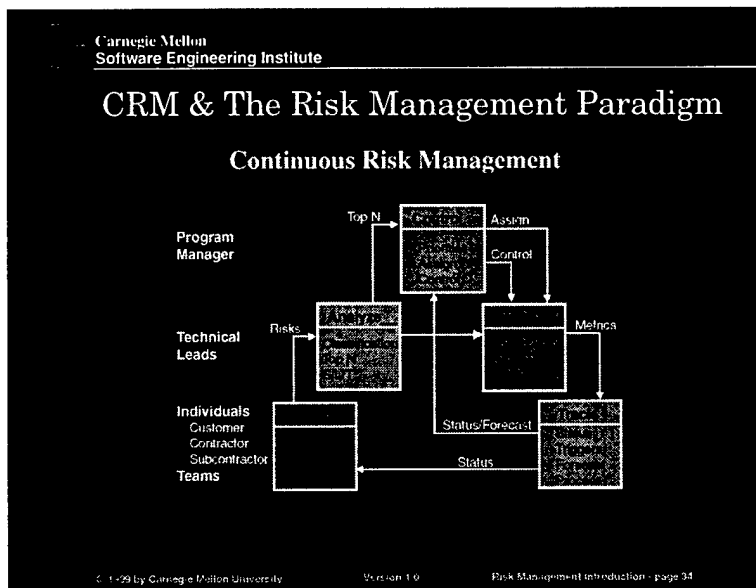 Carnegie Mellon
Software Engineering Institute
CRM & The Risk Management Paradigm
Continuous Risk Management
Top N
Assign
Program
Manager
Control
Risks
Metrics
Technical
Leads
Individuals
Customer
Contractor
Subcontractor
Teams
Status/Forecast
Status
by Carnegie Mellon University
Version 1.0
Risk Management Introduction - page 34